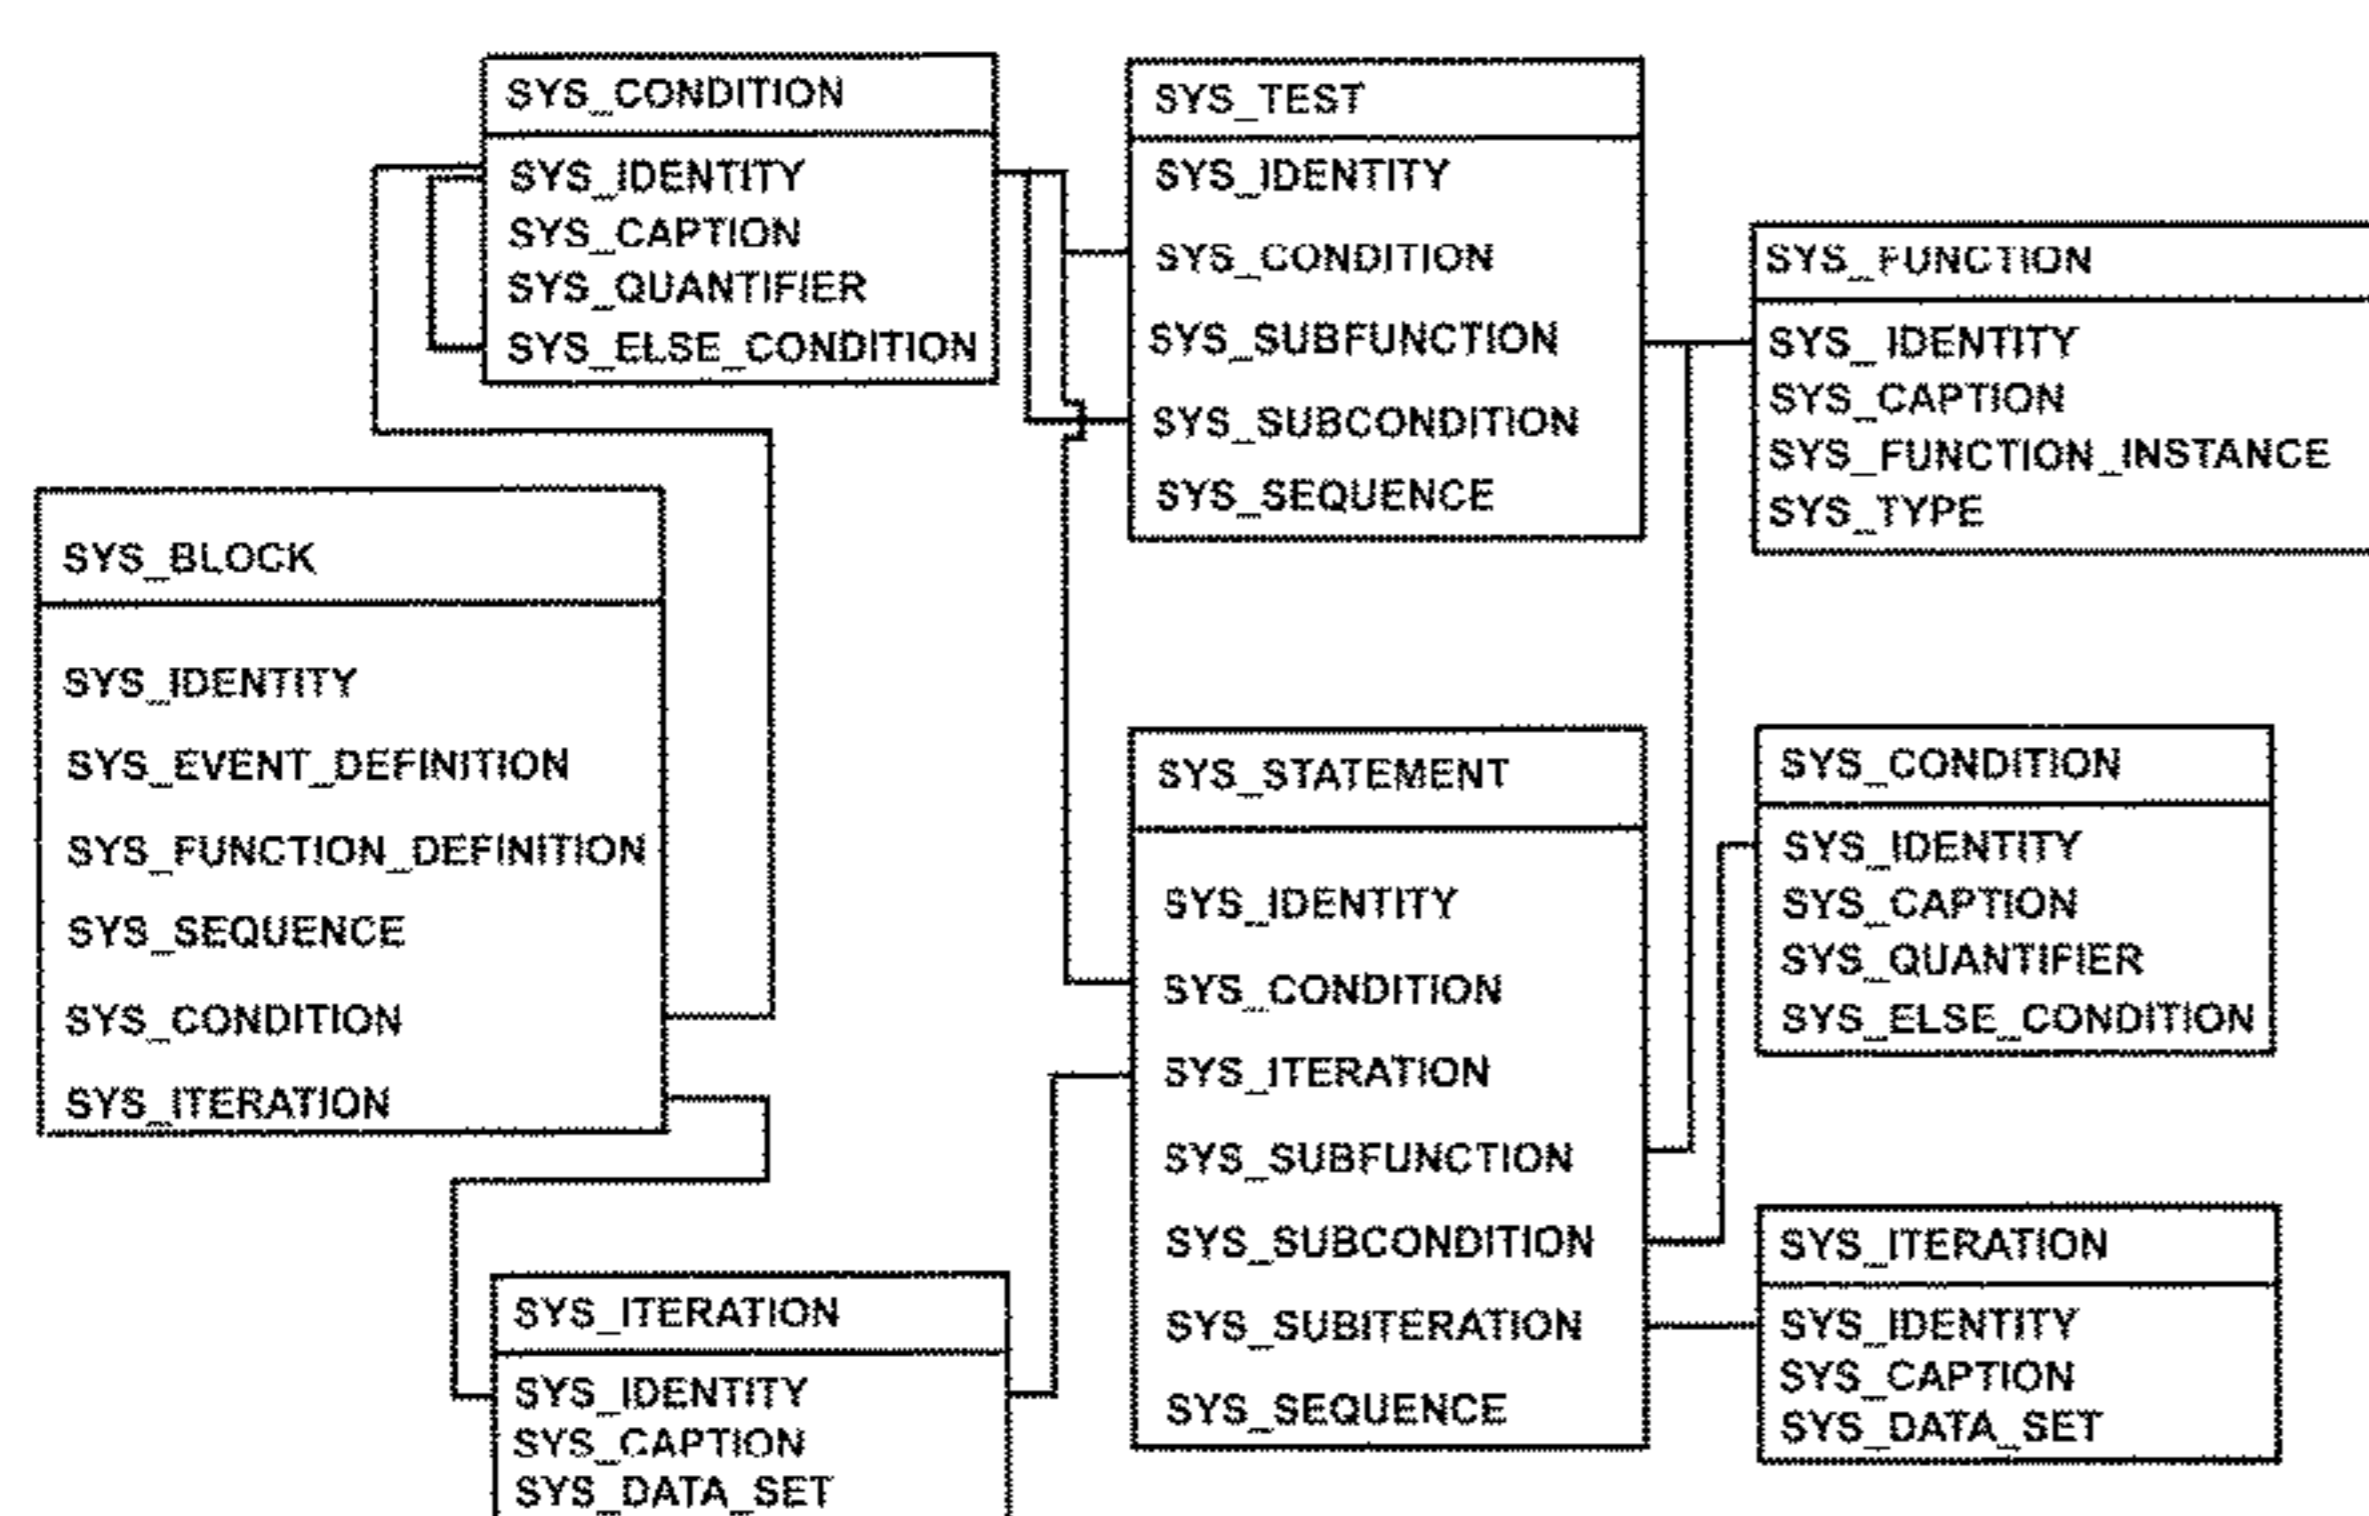 SYS_CONDITION
SYS_IDENTITY
SYS_CAPTION
SYS_QUANTIFIER
SYS_ELSE_CONDITION
SYS_TEST
SYS_IDENTITY
SYS_CONDITION
SYS_SUBFUNCTION
SYS_SUBCONDITION
SYS_SEQUENCE
SYS_FUNCTION
SYS_ IDENTITY
SYS_CAPTION
SYS_FUNCTION_INSTANCE
SYS_TYPE
SYS_BLOCK
SYS_IDENTITY
SYS_EVENT_DEFINITION
SYS_FUNCTION_DEFINITION
SYS_SEQUENCE
SYS_CONDITION
SYS_ITERATION
SYS_STATEMENT
SYS_IDENTITY
SYS_CONDITION
SYS_ITERATION
SYS_SUBFUNCTION
SYS_SUBCONDITION
SYS_SUBITERATION
SYS_SEQUENCE
SYS_CONDITION
SYS_IDENTITY
SYS_CAPTION
SYS_QUANTIFIER
SYS_ELSE_CONDITION
SYS_ITERATION
SYS_IDENTITY
SYS_CAPTION
SYS_DATA_SET
SYS_ITERATION
SYS_IDENTITY
SYS_CAPTION
SYS_DATA_SET